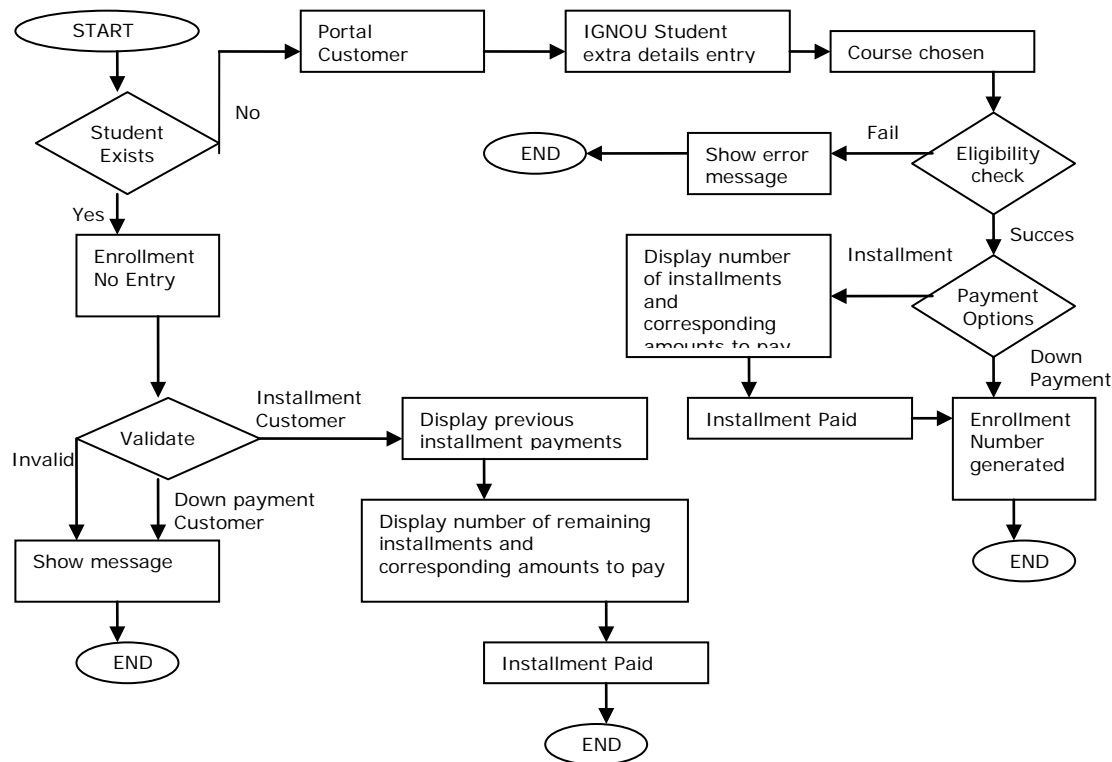 START
Portal
Customer
IGNOU Student
extra details entry
Course chosen
No
Student
Exists
Fail
END
Show error
message
Eligibility
check
Yes
Succes
Enrollment
No Entry
Installment
Display number
of installments
and
corresponding
amounts to pay
Payment
Options
Down
Payment
Installment
Customer
Validate
Display previous
installment payments
Installment Paid
Enrollment
Number
generated
Invalid
Down payment
Customer
Display number of remaining
installments and
corresponding amounts to pay
Show message
END
END
Installment Paid
END